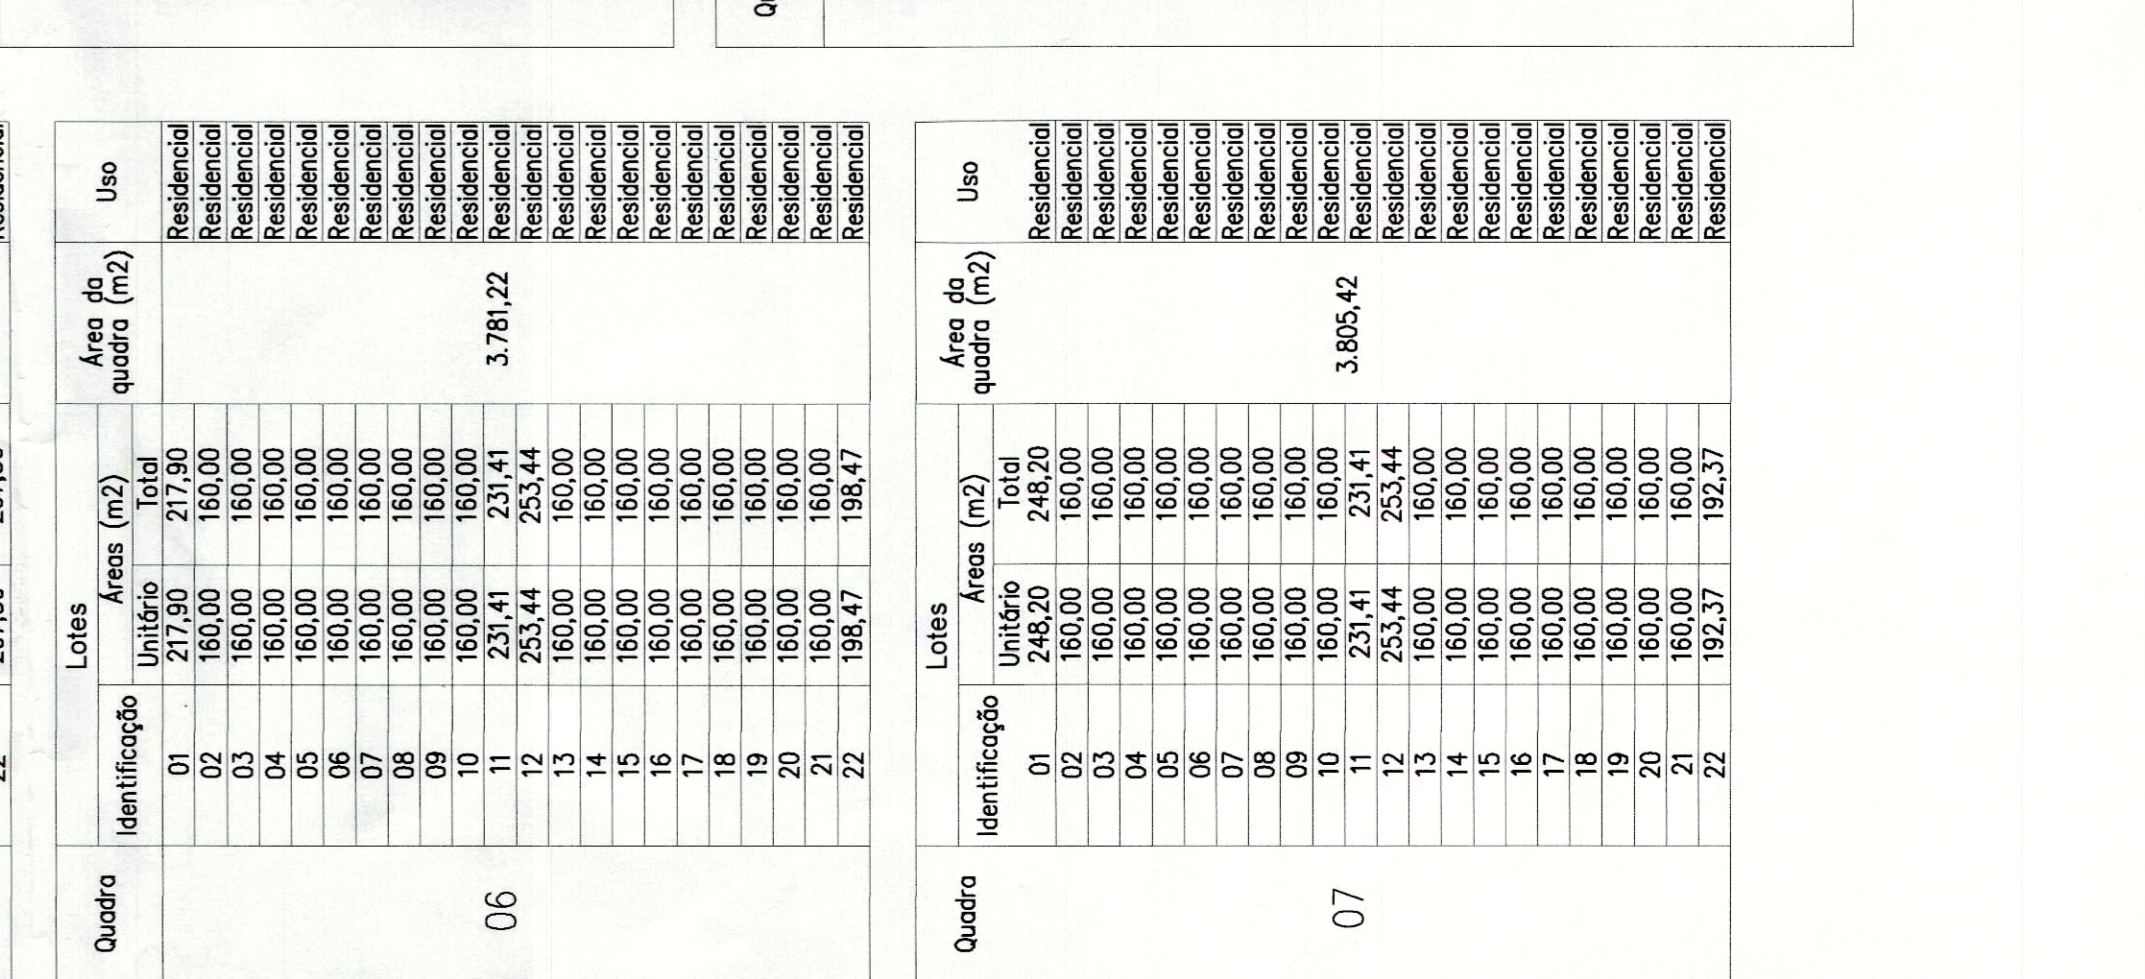 Quadra
Lotes
Área da
quadra (m2)
Uso
Identificação
Áreas (m2)
Unitário Total
01 217,90 217,90 Residencial
02 160,00 160,00 Residencial
03 160,00 160,00 Residencial
04 160,00 160,00 Residencial
05 160,00 160,00 Residencial
06 160,00 160,00 Residencial
07 160,00 160,00 Residencial
08 160,00 160,00 Residencial
09 160,00 160,00 Residencial
10 160,00 160,00 Residencial
06 11 231,41 231,41 3.781,22 Residencial
12 253,44 253,44 Residencial
13 160,00 160,00 Residencial
14 160,00 160,00 Residencial
15 160,00 160,00 Residencial
16 160,00 160,00 Residencial
17 160,00 160,00 Residencial
18 160,00 160,00 Residencial
19 160,00 160,00 Residencial
20 160,00 160,00 Residencial
21 160,00 160,00 Residencial
22 198,47 198,47 Residencial
Quadra
Lotes
Área da
quadra (m2)
Uso
Identificação
Áreas (m2)
Unitário Total
01 248,20 248,20 Residencial
02 160,00 160,00 Residencial
03 160,00 160,00 Residencial
04 160,00 160,00 Residencial
05 160,00 160,00 Residencial
06 160,00 160,00 Residencial
07 160,00 160,00 Residencial
08 160,00 160,00 Residencial
09 160,00 160,00 Residencial
10 160,00 160,00 Residencial
07 11 231,41 231,41 3.805,42 Residencial
12 253,44 253,44 Residencial
13 160,00 160,00 Residencial
14 160,00 160,00 Residencial
15 160,00 160,00 Residencial
16 160,00 160,00 Residencial
17 160,00 160,00 Residencial
18 160,00 160,00 Residencial
19 160,00 160,00 Residencial
20 160,00 160,00 Residencial
21 160,00 160,00 Residencial
22 192,37 192,37 Residencial